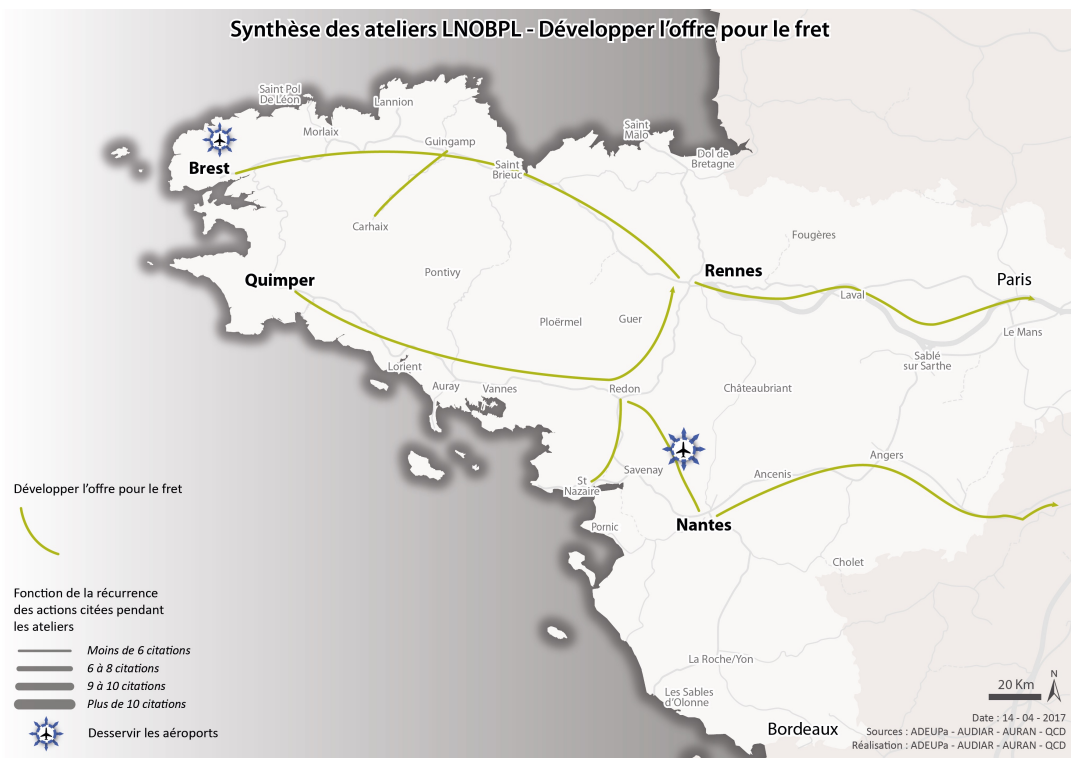 Synthèse des ateliers LNOBPL - Développer l'offre pour le fret
Saint Pol
De Léon
Lannion
Morlaix
Guingamp
Saint
Malo
Dol de
Bretagne
Brest
Saint
Brieuc
Carhaix
Fougères
Quimper
Pontivy
Rennes
Paris
Laval
Ploërmel
Guer
Le Mans
Sablé
sur Sarthe
Lorient
Auray
Vannes
Redon
Châteaubriant
Savenay
Ancenis
Angers
St
Nazaire
Nantes
Pornic
Cholet
La Roche/Yon
Les Sables
d'Olonne
Bordeaux
Développer l'offre pour le fret
Fonction de la récurrence
des actions citées pendant
les ateliers
Moins de 6 citations
6 à 8 citations
9 à 10 citations
Plus de 10 citations
Desservir les aéroports
N
20 Km
Date : 14 - 04 - 2017
Sources : ADEUPa - AUDIAR - AURAN - QCD
Réalisation : ADEUPa - AUDIAR - AURAN - QCD